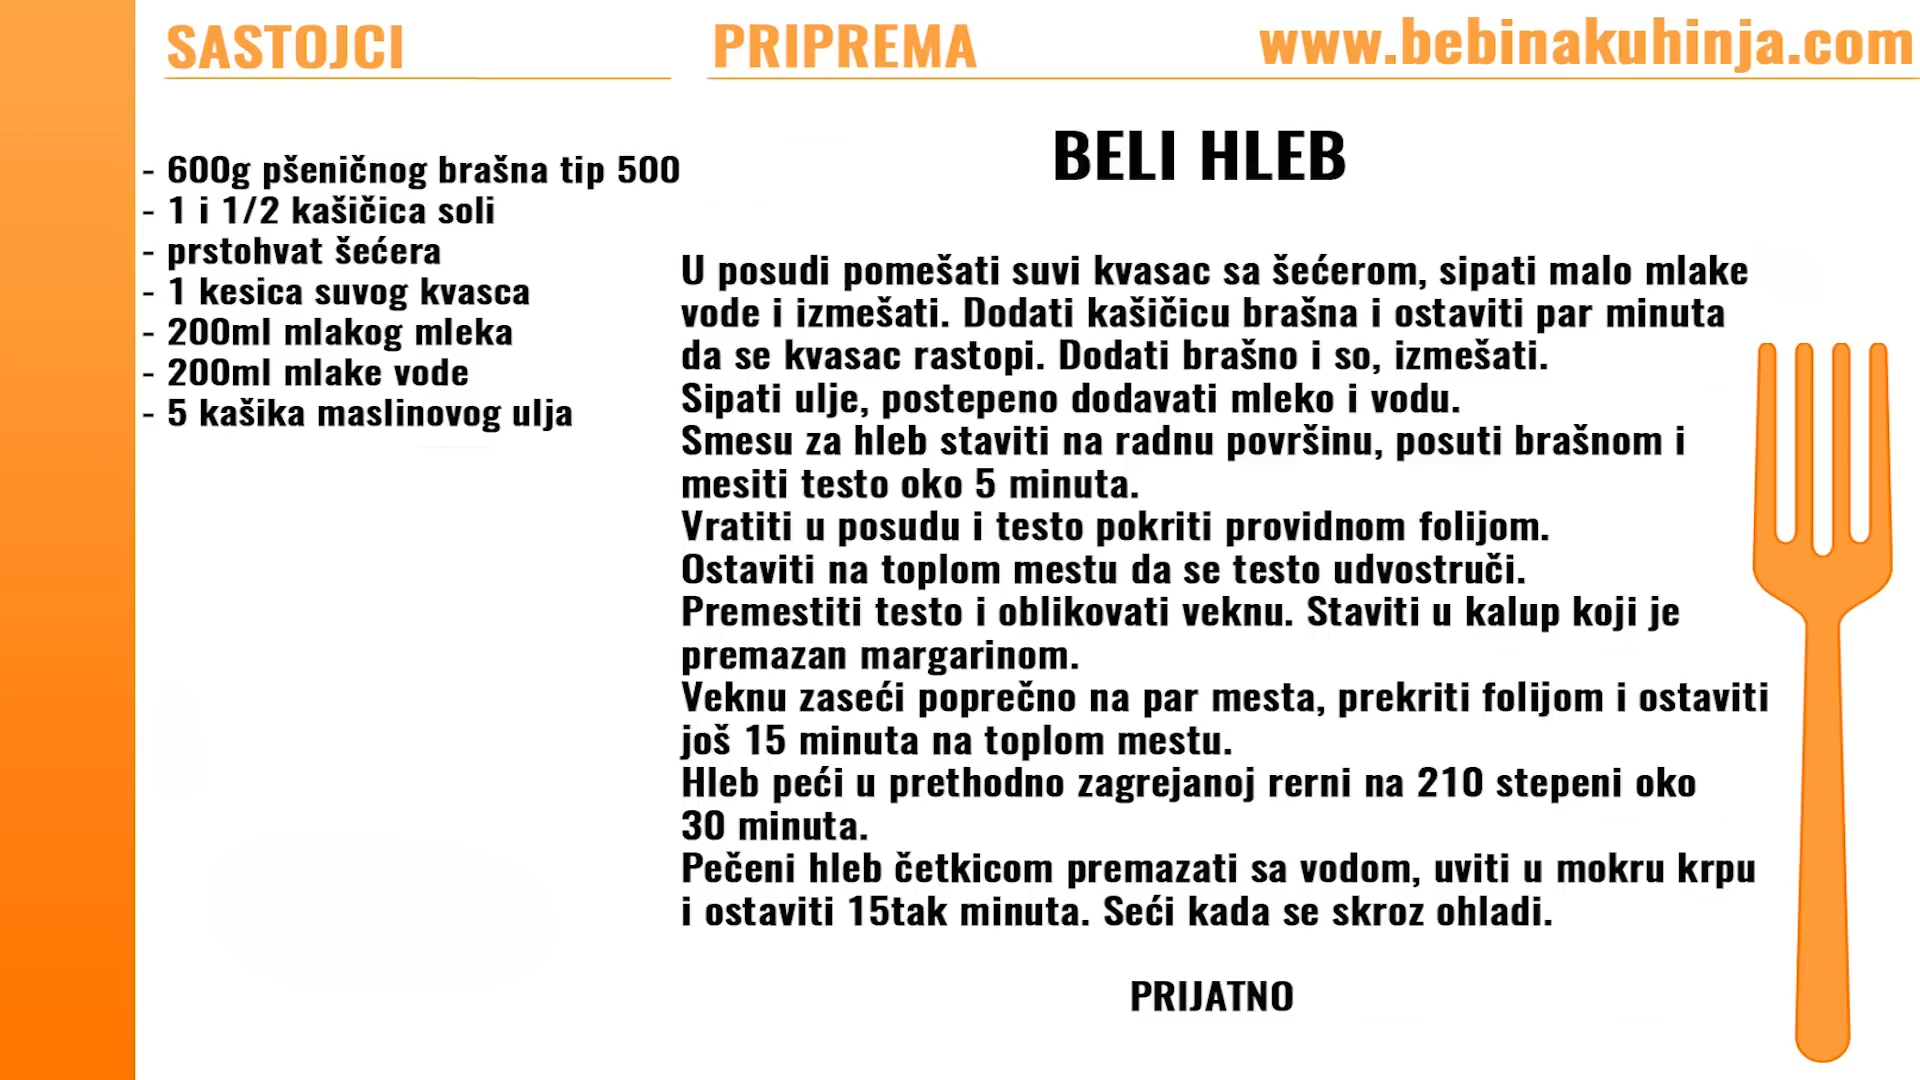 SASTOJCI
- 600g pšeničnog brašna tip 500
- 1 i 1/2 kašičica soli
- prstohvat šećera
- 1 kesica suvog kvasca
- 200ml mlakog mleka
- 200ml mlake vode
- 5 kašika maslinovog ulja
PRIPREMA
www.bebinakuhinja.com
BELI HLEB
U posudi pomešati suvi kvasac sa šećerom, sipati malo mlake
vode i izmešati. Dodati kašičicu brašna i ostaviti par minuta
da se kvasac rastopi. Dodati brašno i so, izmešati.
Sipati ulje, postepeno dodavati mleko i vodu.
Smesu za hleb staviti na radnu površinu, posuti brašnom i
mesiti testo oko 5 minuta.
Vratiti u posudu i testo pokriti providnom folijom.
Ostaviti na toplom mestu da se testo udvostruči.
Premestiti testo i oblikovati veknu. Staviti u kalup koji je
premazan margarinom.
Veknu zaseći poprečno na par mesta, prekriti folijom i ostaviti
još 15 minuta na toplom mestu.
Hleb peći u prethodno zagrejanoj rerni na 210 stepeni oko
30 minuta.
Pečeni hleb četkicom premazati sa vodom, uviti u mokru krpu
i ostaviti 15tak minuta. Seći kada se skroz ohladi.
PRIJATNO